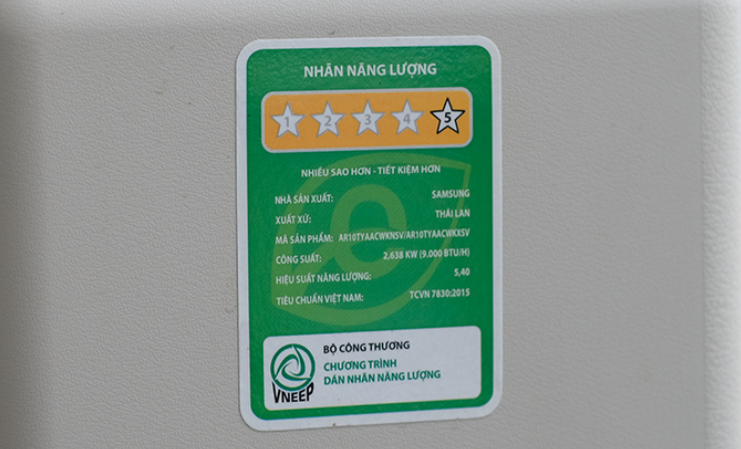 NHÃN NĂNG LƯỢNG
1 2 3 4 5
NHIỀU SAO HƠN - TIẾT KIỆM HƠN
NHÀ SẢN XUẤT: SAMSUNG
XUẤT XỨ: THÁI LAN
MÃ SẢN PHẨM: AR10TYAACWKNSV/AR10TYAACWKXSV
CÔNG SUẤT: 2,638 KW (9.000 BTU/H)
HIỆU SUẤT NĂNG LƯỢNG: 5,40
TIÊU CHUẨN VIỆT NAM: TCVN 7830:2015
BỘ CÔNG THƯƠNG
CHƯƠNG TRÌNH
DÁN NHÃN NĂNG LƯỢNG
VNEEP